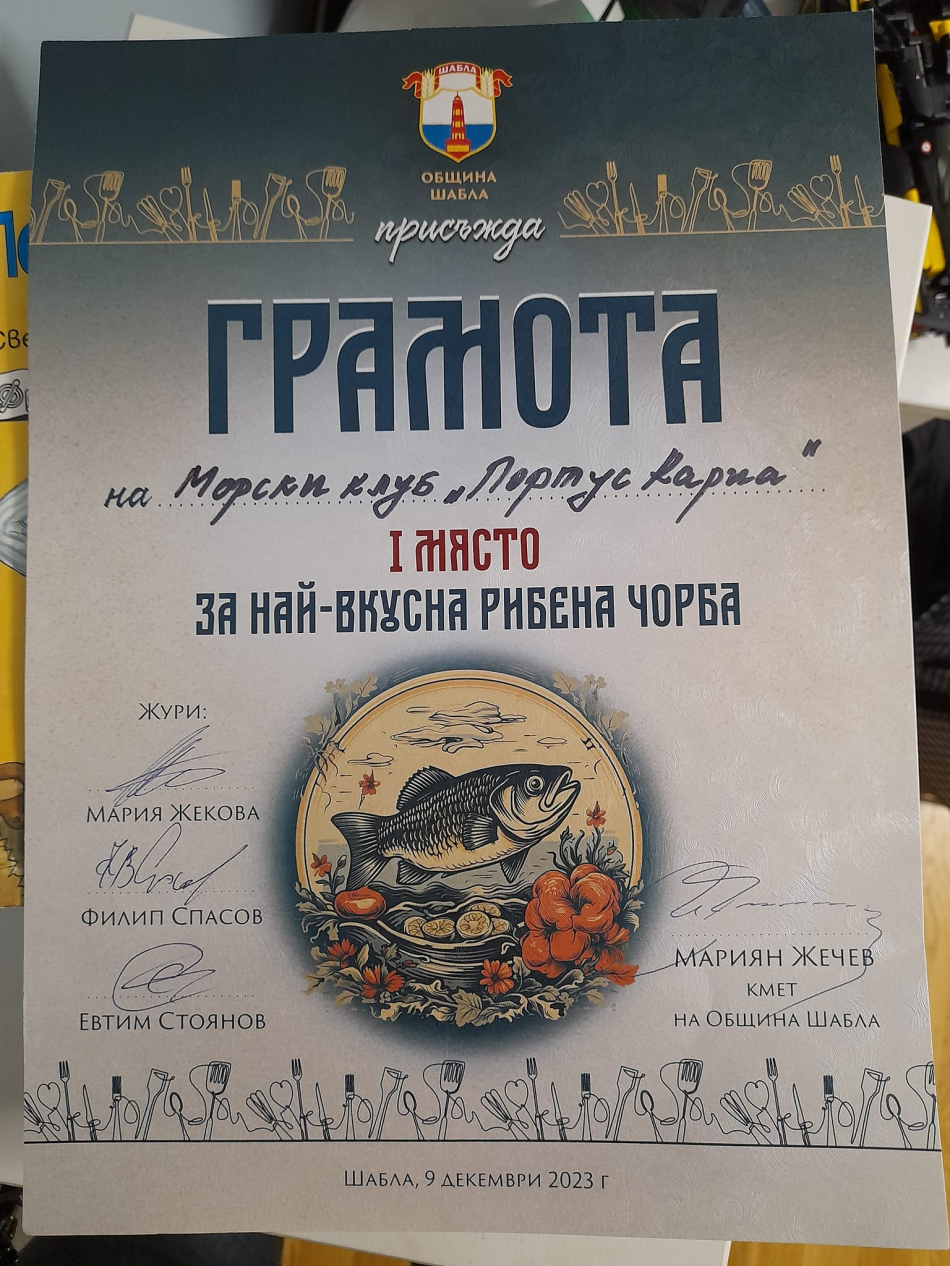 ШАБЛА
ОБЩИНА
ШАБЛА
присъжда
ГРАМОТА
на Морски клуб „Портус Кариа"
I МЯСТО
ЗА НАЙ-ВКУСНА РИБЕНА ЧОРБА
ЖУРИ:
МАРИЯ ЖЕКОВА
ФИЛИП СПАСОВ
ЕВТИМ СТОЯНОВ
МАРИЯН ЖЕЧЕВ
КМЕТ
НА ОБЩИНА ШАБЛА
ШАБЛА, 9 ДЕКЕМВРИ 2023 г